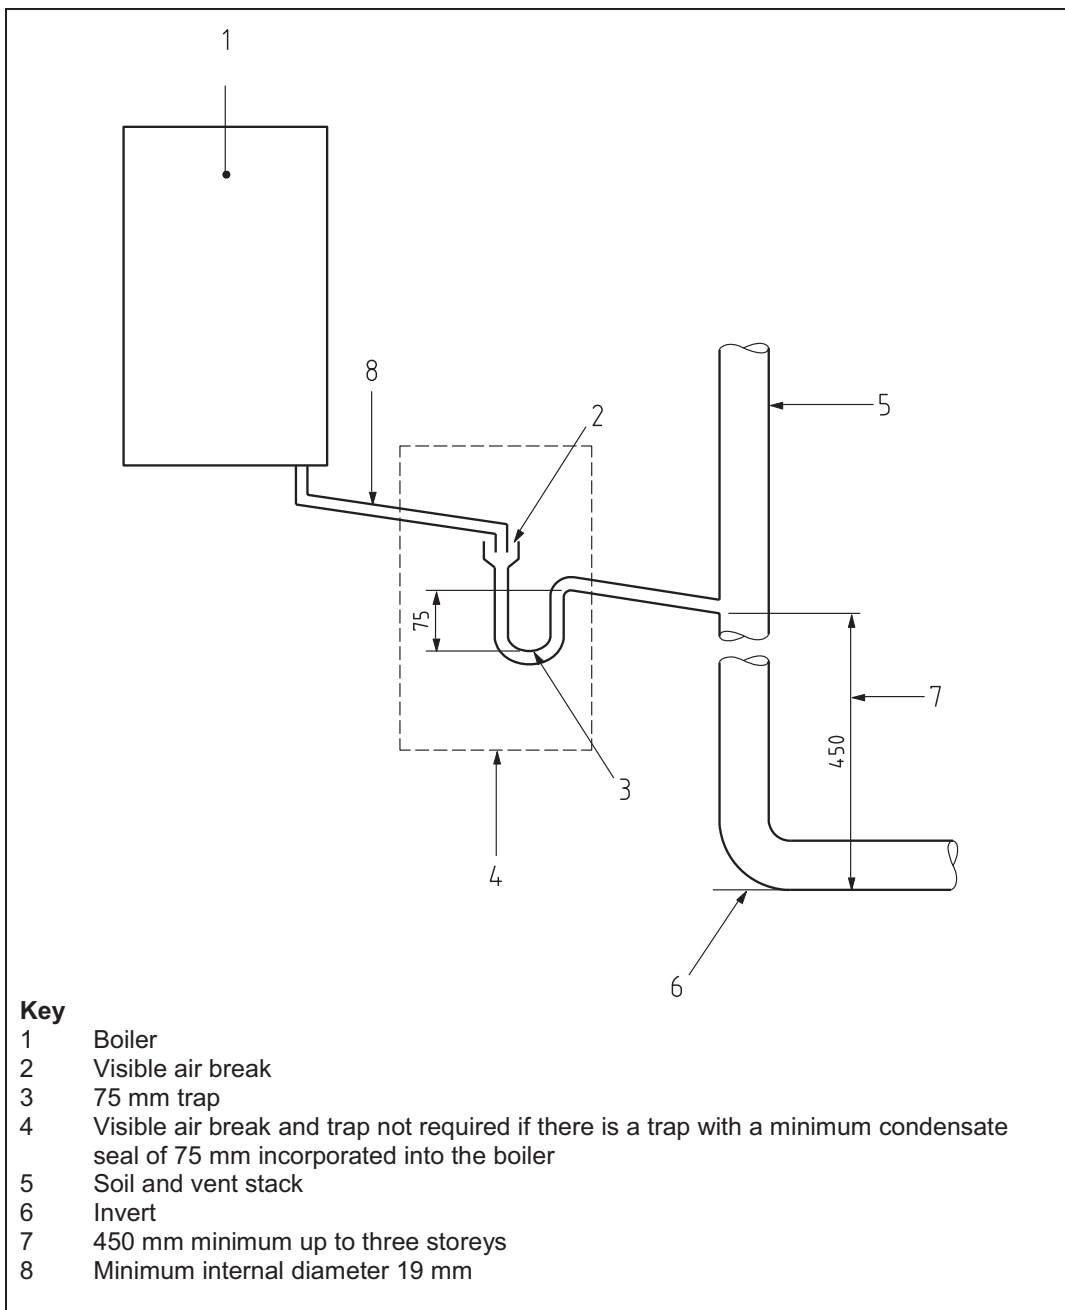 1
8
2
5
75
7
450
3
4
6
Key
1 Boiler
2 Visible air break
3 75 mm trap
4 Visible air break and trap not required if there is a trap with a minimum condensate
seal of 75 mm incorporated into the boiler
5 Soil and vent stack
6 Invert
7 450 mm minimum up to three storeys
8 Minimum internal diameter 19 mm